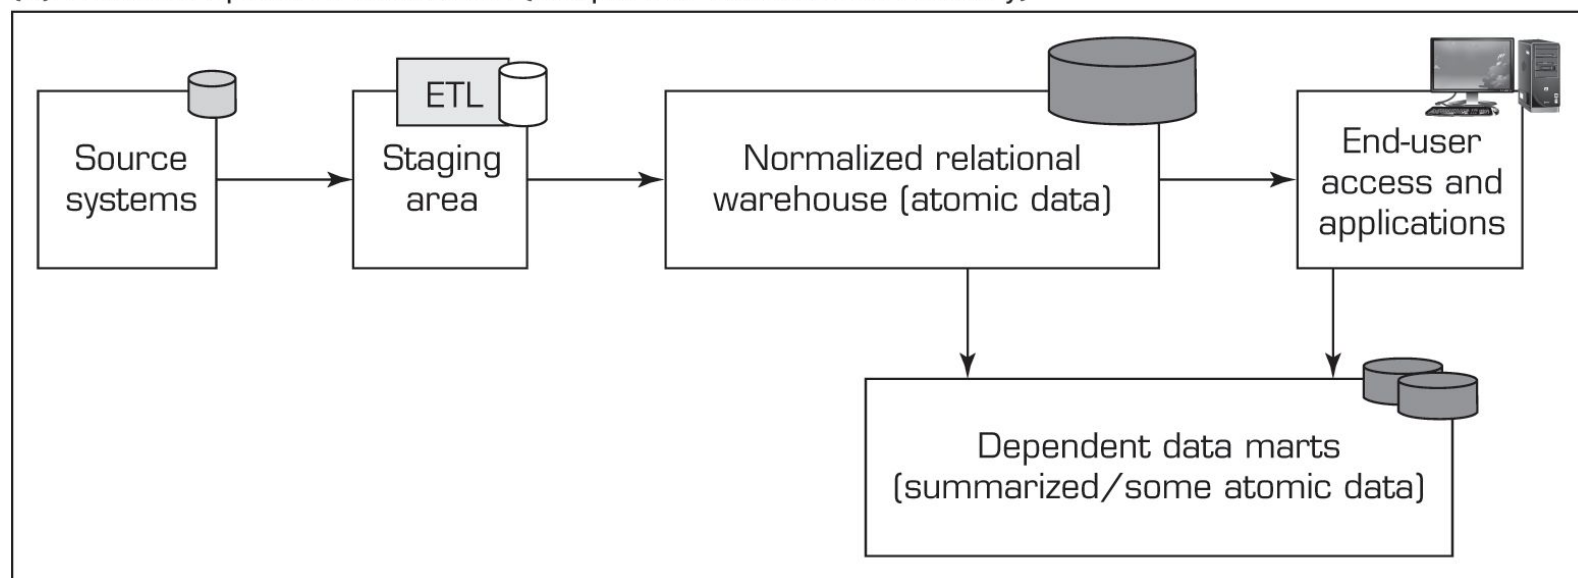 Source
systems
ETL
Staging
area
Normalized relational
warehouse (atomic data)
End-user
access and
applications
Dependent data marts
(summarized/some atomic data)